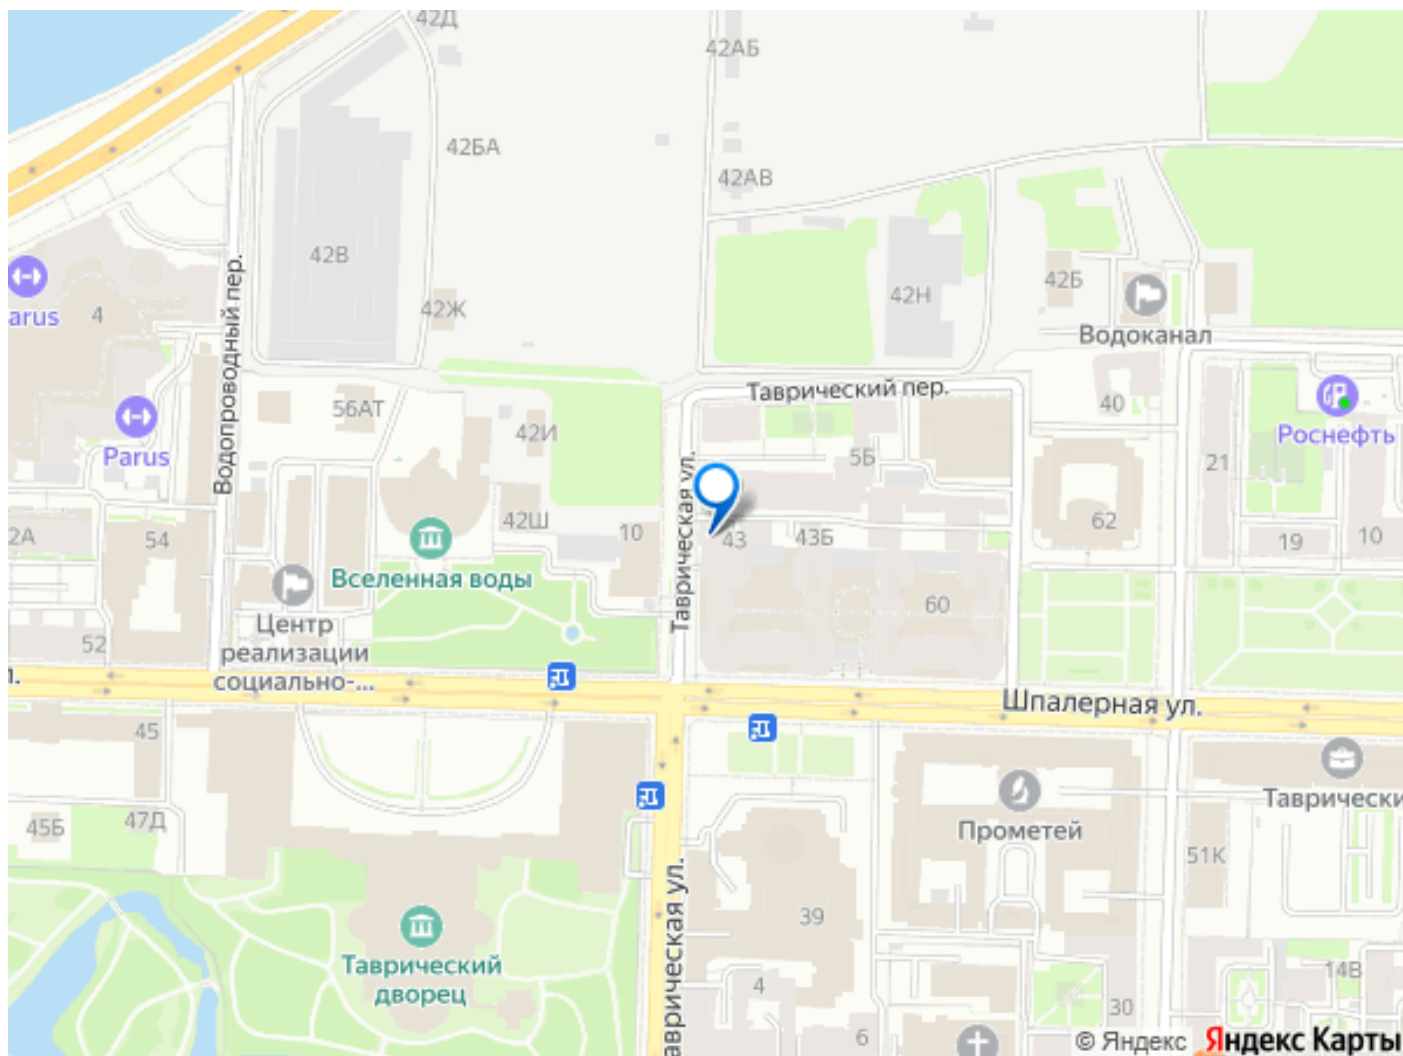 42Д
42АБ
42БА
42АВ
42В
42Б
42Н
Водоканал
arus
4
42Ж
Водопроводный пер.
Таврический пер.
56АТ
40
Роснефть
Parus
42И
5Б
21
Таврическая ул.
2А
54
42Ш
10
43
43Б
62
19
10
Вселенная воды
60
Центр
реализации
социально-...
52
л.
Шпалерная ул.
45
Таврически
Прометей
45Б
47Д
51К
Таврическая ул.
39
Таврический
дворец
14В
4
30
6
© Яндекс Яндекс Карты